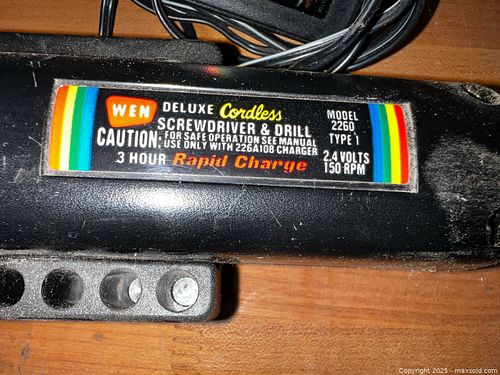 WEN DELUXE Cordless
SCREWDRIVER & DRILL
CAUTION: FOR SAFE OPERATION SEE MANUAL
USE ONLY WITH 226A10B CHARGER
3 HOUR Rapid Charge
MODEL
2260
TYPE 1
2.4 VOLTS
150 RPM
Copyright 2025 - maxsold.com